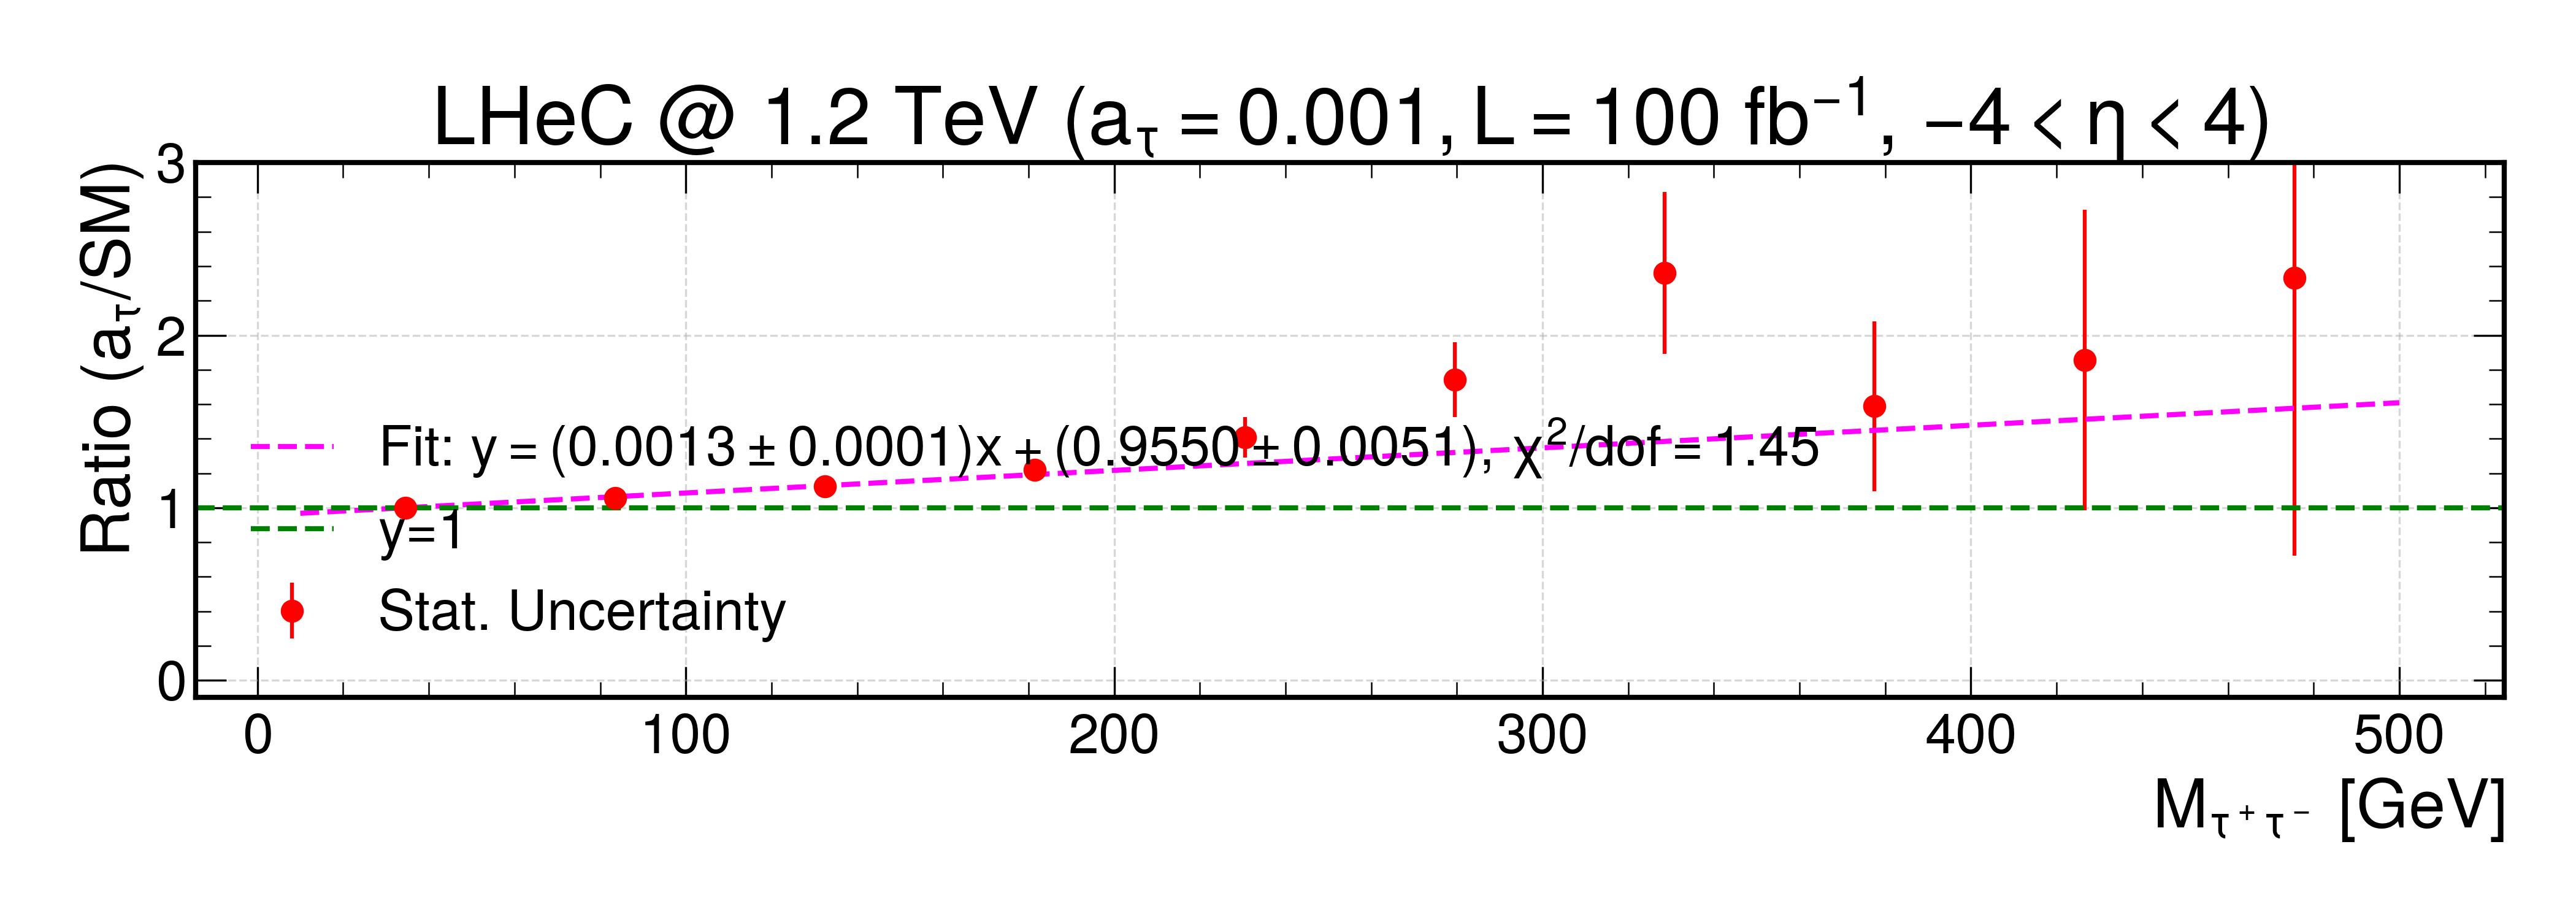 LHeC @ 1.2 TeV (aτ = 0.001, L = 100 fb⁻¹, −4 < η < 4)
Ratio (aτ/SM)
3
2
1
0
Fit: y = (0.0013 ± 0.0001)x + (0.9550 ± 0.0051), χ²/dof = 1.45
y=1
Stat. Uncertainty
0 100 200 300 400 500
Mτ⁺τ⁻ [GeV]